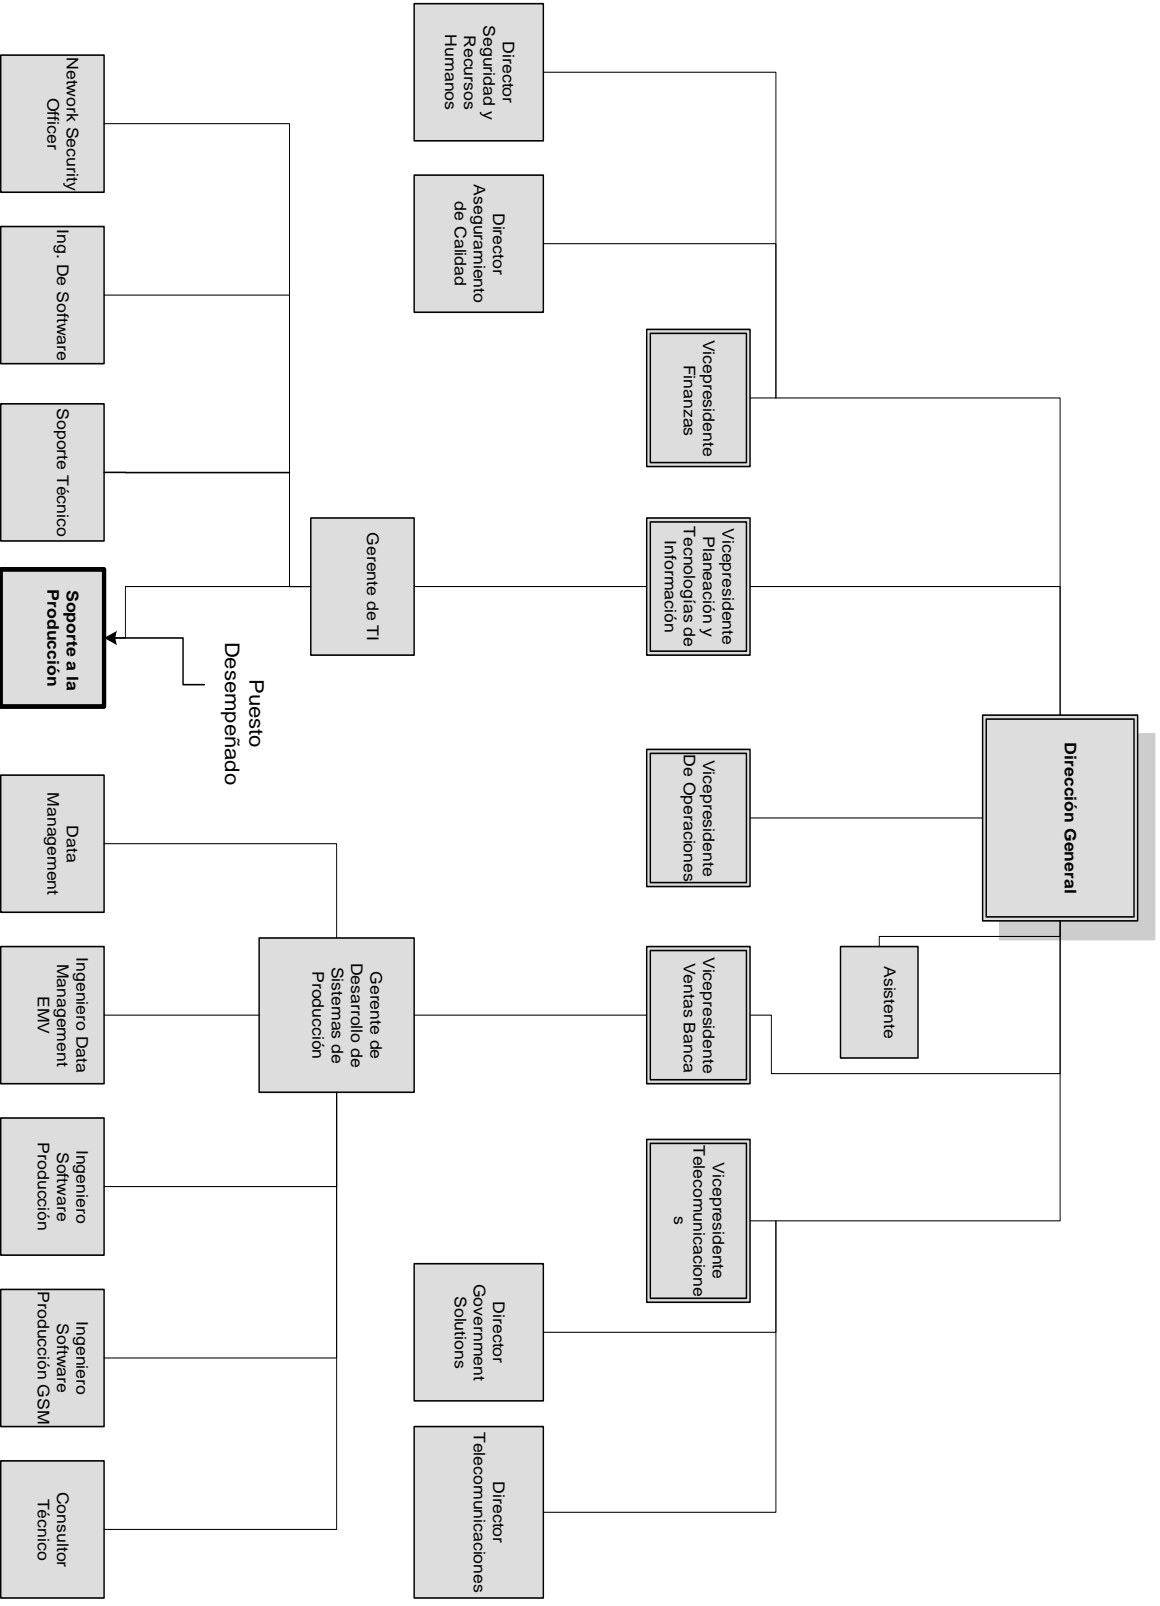 Dirección General
Asistente
Vicepresidente
Finanzas
Vicepresidente
Planeación y
Tecnologías de
Información
Vicepresidente
De Operaciones
Vicepresidente
Ventas Banca
Vicepresidente
Telecomunicacione
s
Director
Seguridad y
Recursos
Humanos
Director
Aseguramiento
de Calidad
Director
Government
Solutions
Director
Telecomunicaciones
Gerente de TI
Gerente de
Desarrollo de
Sistemas de
Producción
Puesto
Desempeñado
Network Security
Officer
Ing. De Software
Soporte Técnico
Soporte a la
Producción
Data
Management
Ingeniero Data
Management
EMV
Ingeniero
Software
Producción
Ingeniero
Software
Producción GSM
Consultor
Técnico